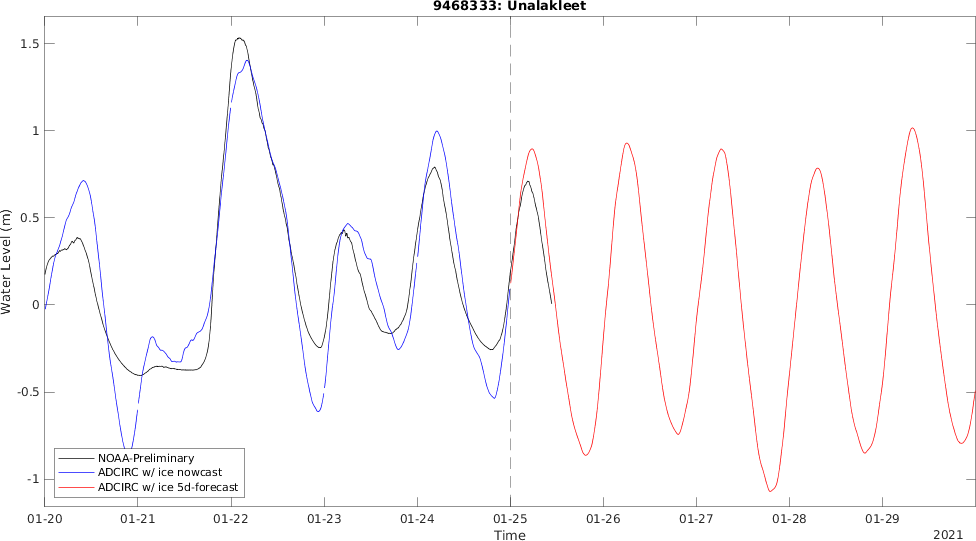 9468333: Unalakleet
Water Level (m)
1.5
1
0.5
0
-0.5
-1
NOAA-Preliminary
ADCIRC w/ ice nowcast
ADCIRC w/ ice 5d-forecast
01-20 01-21 01-22 01-23 01-24 01-25 01-26 01-27 01-28 01-29
Time
2021